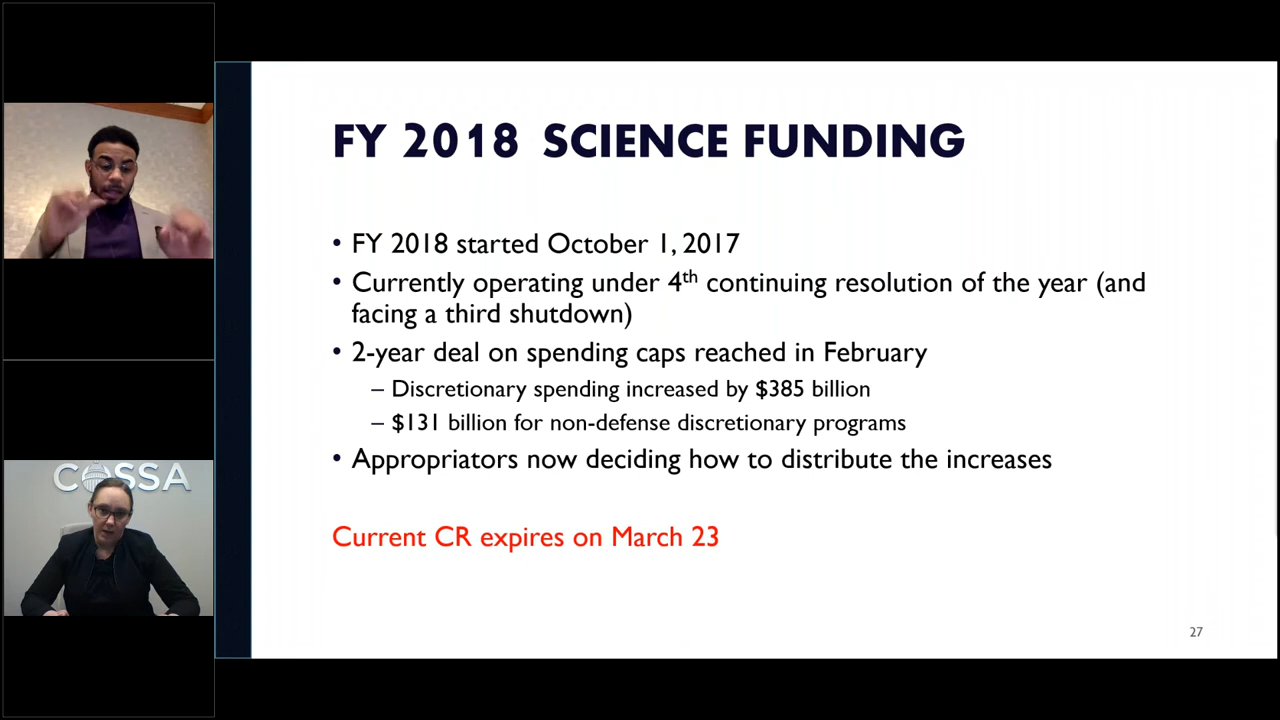 COSSA
FY 2018 SCIENCE FUNDING
• FY 2018 started October 1, 2017
• Currently operating under 4th continuing resolution of the year (and
facing a third shutdown)
• 2-year deal on spending caps reached in February
– Discretionary spending increased by $385 billion
– $131 billion for non-defense discretionary programs
• Appropriators now deciding how to distribute the increases
Current CR expires on March 23
27